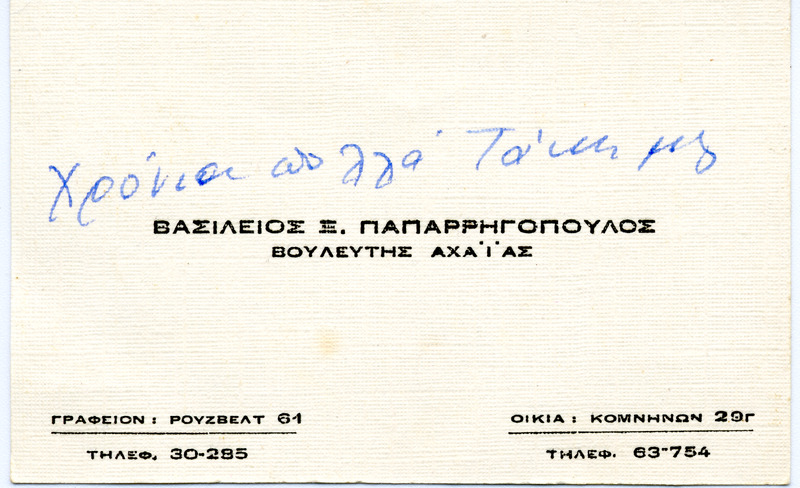 Χρόνια πολλά Τάκη μου
ΒΑΣΙΛΕΙΟΣ Ξ. ΠΑΠΑΡΡΗΓΟΠΟΥΛΟΣ
ΒΟΥΛΕΥΤΗΣ ΑΧΑΪΑΣ
ΓΡΑΦΕΙΟΝ: ΡΟΥΖΒΕΛΤ 61
ΤΗΛΕΦ. 30-285
ΟΙΚΙΑ: ΚΟΜΝΗΝΩΝ 29Γ
ΤΗΛΕΦ. 63-754